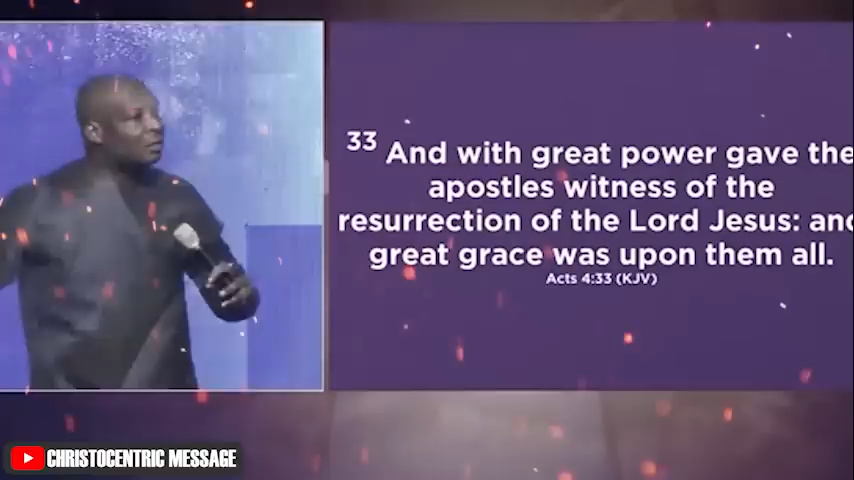 33 And with great power gave the
apostles witness of the
resurrection of the Lord Jesus: and
great grace was upon them all.
Acts 4:33 (KJV)
CHRISTOCENTRIC MESSAGE